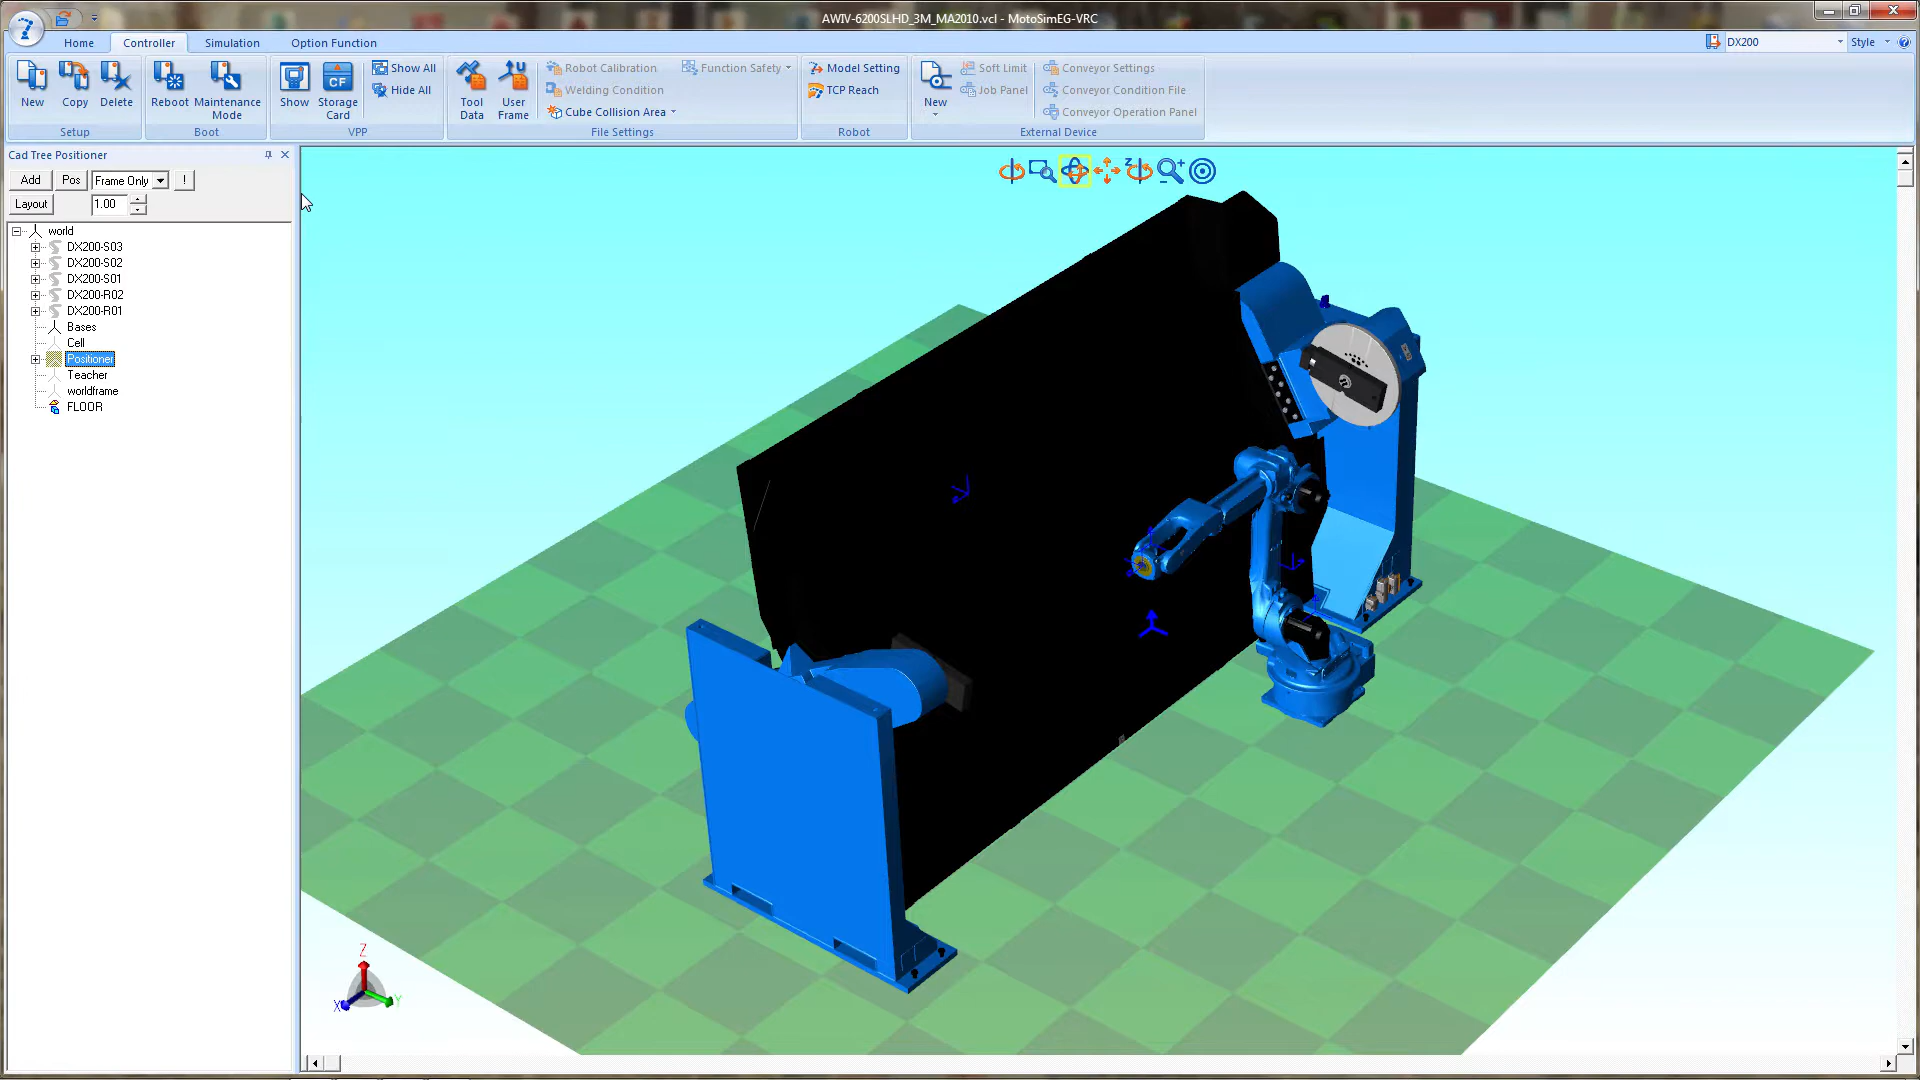 AWIV-6200SLHD_3M_MA2010.vcl - MotoSimEG-VRC
Home Controller Simulation Option Function DX200 Style
New Copy Delete Reboot Maintenance Mode Show Storage Card Show All Hide All Tool Data User Frame
Robot Calibration Function Safety
Welding Condition
Cube Collision Area
Model Setting
TCP Reach
New
Soft Limit
Job Panel
Conveyor Settings
Conveyor Condition File
Conveyor Operation Panel
Setup Boot VPP File Settings Robot External Device
Cad Tree Positioner
Add Pos Frame Only !
Layout 1.00
world
DX200-S03
DX200-S02
DX200-S01
DX200-R02
DX200-R01
Bases
Cell
Positioner
Teacher
worldframe
FLOOR
Z
X Y